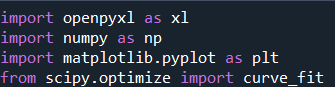 import openpyxl as xl
import numpy as np
import matplotlib.pyplot as plt
from scipy.optimize import curve_fit